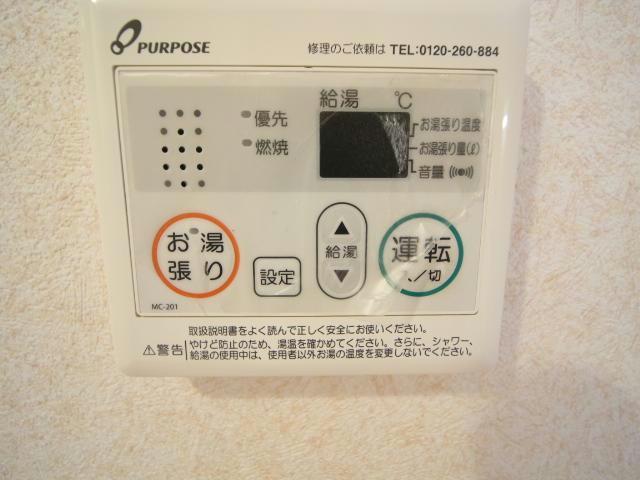 PURPOSE 修理のご依頼は TEL:0120-260-884
給湯 ℃
優先
燃焼
お湯張り温度
お湯張り量(ℓ)
音量
お湯
張り
設定
給湯
運転
入/切
MC-201
取扱説明書をよく読んで正しく安全にお使いください。
⚠警告 やけど防止のため、湯温を確かめてください。さらに、シャワー、
給湯の使用中は、使用者以外お湯の温度を変更しないでください。